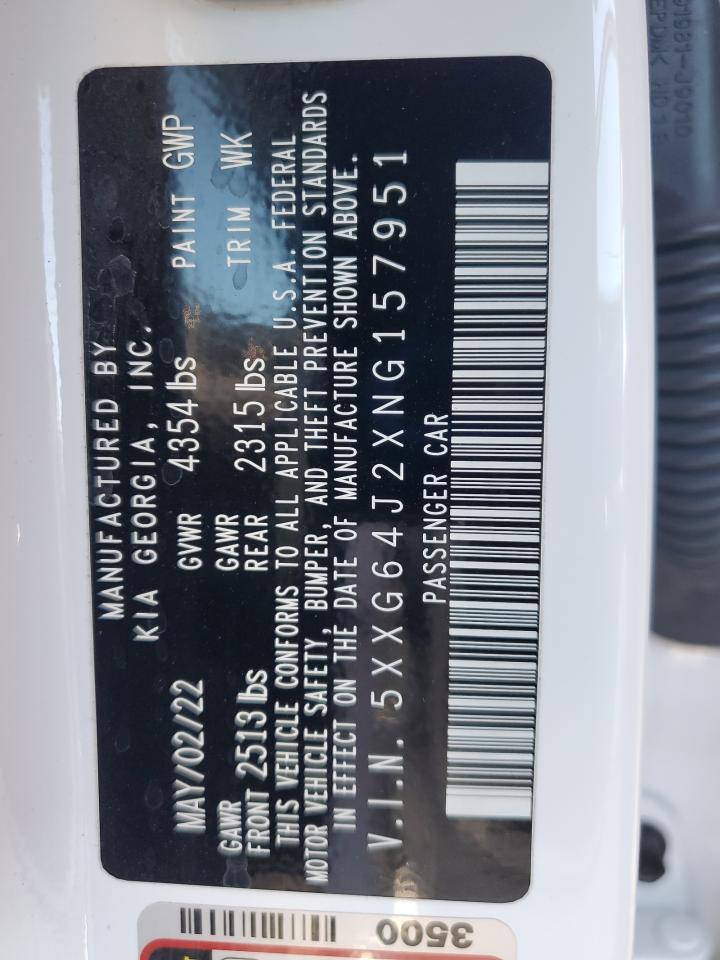 MANUFACTURED BY
KIA GEORGIA, INC.
MAY/02/22 GVWR 4354 lbs PAINT GWP
GAWR FRONT 2513 lbs GAWR REAR 2315 lbs TRIM WK
THIS VEHICLE CONFORMS TO ALL APPLICABLE U.S.A. FEDERAL
MOTOR VEHICLE SAFETY, BUMPER, AND THEFT PREVENTION STANDARDS
IN EFFECT ON THE DATE OF MANUFACTURE SHOWN ABOVE.
V.I.N. 5XXG64J2XNG157951
PASSENGER CAR
3500